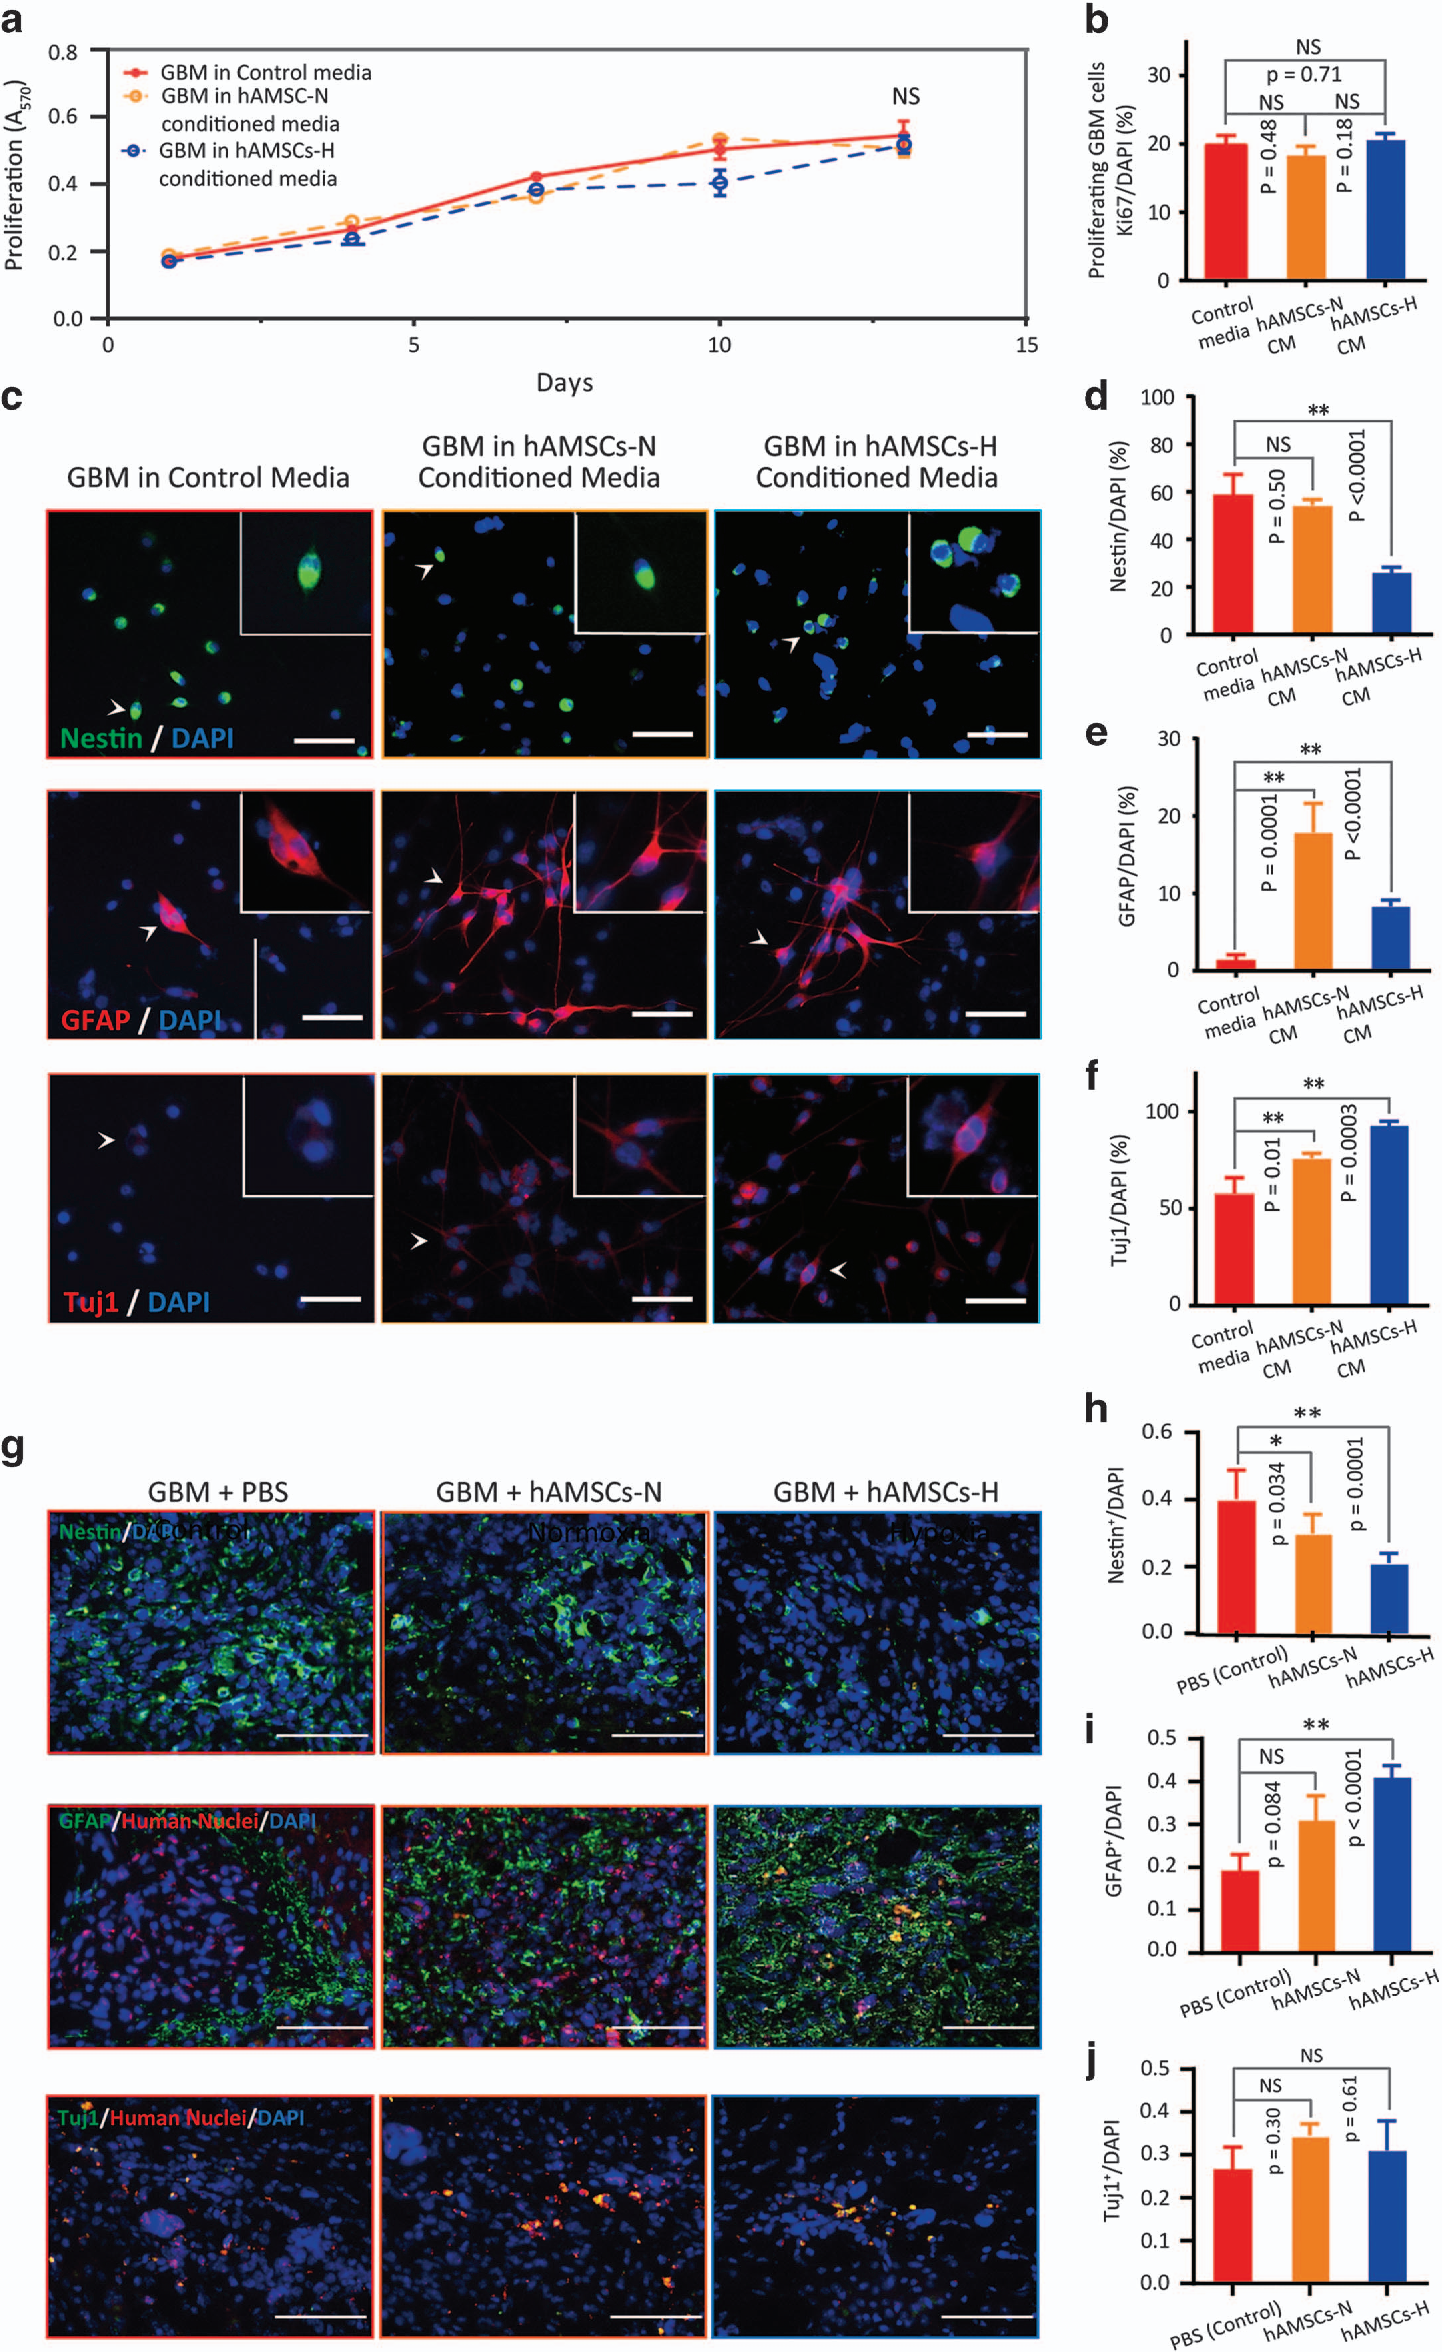 a
0.8
0.6
0.4
0.2
0.0
Proliferation (A570)
GBM in Control media
GBM in hAMSC-N
conditioned media
GBM in hAMSCs-H
conditioned media
NS
0
5
10
15
Days
b
30
20
10
0
Proliferating GBM cells
Ki67/DAPI (%)
NS
p = 0.71
NS
NS
P = 0.48
P = 0.18
Control
media
hAMSCs-N
CM
hAMSCs-H
CM
c
GBM in Control Media
GBM in hAMSCs-N
Conditioned Media
GBM in hAMSCs-H
Conditioned Media
Nestin / DAPI
GFAP / DAPI
Tuj1 / DAPI
d
100
80
60
40
20
0
Nestin/DAPI (%)
**
NS
P = 0.50
P <0.0001
Control
media
hAMSCs-N
CM
hAMSCs-H
CM
e
30
20
10
0
GFAP/DAPI (%)
**
**
P = 0.0001
P <0.0001
Control
media
hAMSCs-N
CM
hAMSCs-H
CM
f
100
50
0
Tuj1/DAPI (%)
**
**
P = 0.01
P = 0.0003
Control
media
hAMSCs-N
CM
hAMSCs-H
CM
g
GBM + PBS
GBM + hAMSCs-N
GBM + hAMSCs-H
Nestin/DAPI
Control
Normoxia
Hypoxia
GFAP/Human Nuclei/DAPI
Tuj1/Human Nuclei/DAPI
h
0.6
0.4
0.2
0.0
Nestin+/DAPI
**
*
p = 0.034
p = 0.0001
PBS (Control)
hAMSCs-N
hAMSCs-H
i
0.5
0.4
0.3
0.2
0.1
0.0
GFAP+/DAPI
**
NS
p = 0.084
p < 0.0001
PBS (Control)
hAMSCs-N
hAMSCs-H
j
0.5
0.4
0.3
0.2
0.1
0.0
Tuj1+/DAPI
NS
NS
p = 0.30
p = 0.61
PBS (Control)
hAMSCs-N
hAMSCs-H